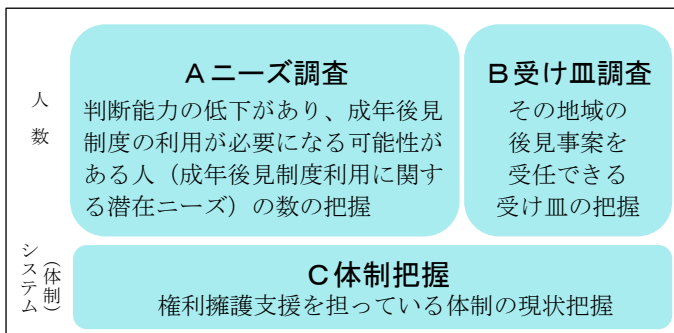 人数
Aニーズ調査
判断能力の低下があり、成年後見
制度の利用が必要になる可能性が
ある人（成年後見制度利用に関す
る潜在ニーズ）の数の把握
B受け皿調査
その地域の
後見事案を
受任できる
受け皿の把握
システム
（体制）
C体制把握
権利擁護支援を担っている体制の現状把握